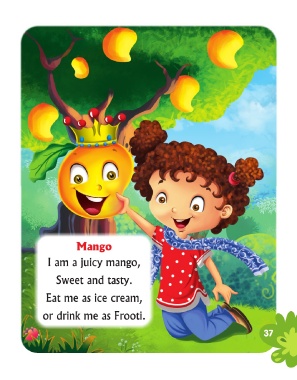 Mango
I am a juicy mango,
Sweet and tasty.
Eat me as ice cream,
or drink me as Frooti.
37